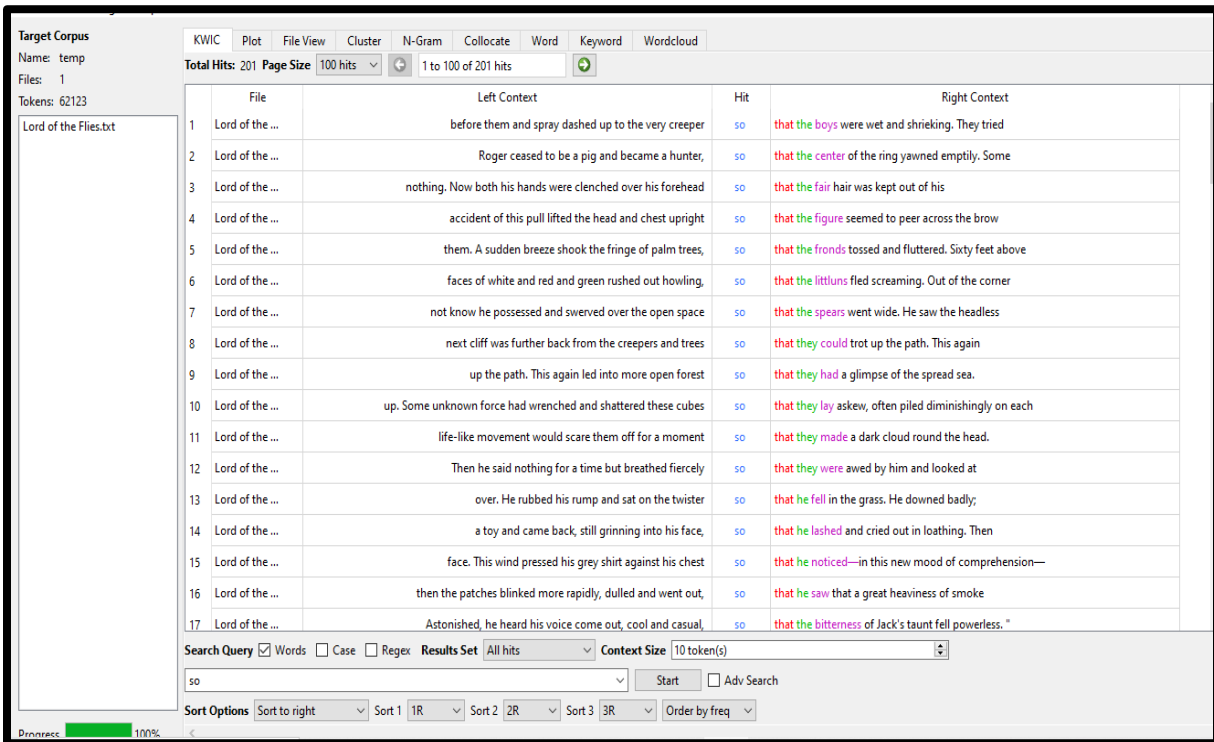 Target Corpus
Name: temp
Files: 1
Tokens: 62123
Lord of the Flies.txt
Progress 100%
KWIC Plot File View Cluster N-Gram Collocate Word Keyword Wordcloud
Total Hits: 201 Page Size 100 hits 1 to 100 of 201 hits
File Left Context Hit Right Context
1 Lord of the ... before them and spray dashed up to the very creeper so that the boys were wet and shrieking. They tried
2 Lord of the ... Roger ceased to be a pig and became a hunter, so that the center of the ring yawned emptily. Some
3 Lord of the ... nothing. Now both his hands were clenched over his forehead so that the fair hair was kept out of his
4 Lord of the ... accident of this pull lifted the head and chest upright so that the figure seemed to peer across the brow
5 Lord of the ... them. A sudden breeze shook the fringe of palm trees, so that the fronds tossed and fluttered. Sixty feet above
6 Lord of the ... faces of white and red and green rushed out howling, so that the littluns fled screaming. Out of the corner
7 Lord of the ... not know he possessed and swerved over the open space so that the spears went wide. He saw the headless
8 Lord of the ... next cliff was further back from the creepers and trees so that they could trot up the path. This again
9 Lord of the ... up the path. This again led into more open forest so that they had a glimpse of the spread sea.
10 Lord of the ... up. Some unknown force had wrenched and shattered these cubes so that they lay askew, often piled diminishingly on each
11 Lord of the ... life-like movement would scare them off for a moment so that they made a dark cloud round the head.
12 Lord of the ... Then he said nothing for a time but breathed fiercely so that they were awed by him and looked at
13 Lord of the ... over. He rubbed his rump and sat on the twister so that he fell in the grass. He downed badly;
14 Lord of the ... a toy and came back, still grinning into his face, so that he lashed and cried out in loathing. Then
15 Lord of the ... face. This wind pressed his grey shirt against his chest so that he noticed—in this new mood of comprehension—
16 Lord of the ... then the patches blinked more rapidly, dulled and went out, so that he saw that a great heaviness of smoke
17 Lord of the ... Astonished, he heard his voice come out, cool and casual, so that the bitterness of Jack's taunt fell powerless. "
Search Query Words Case Regex Results Set All hits Context Size 10 token(s)
so Start Adv Search
Sort Options Sort to right Sort 1 1R Sort 2 2R Sort 3 3R Order by freq